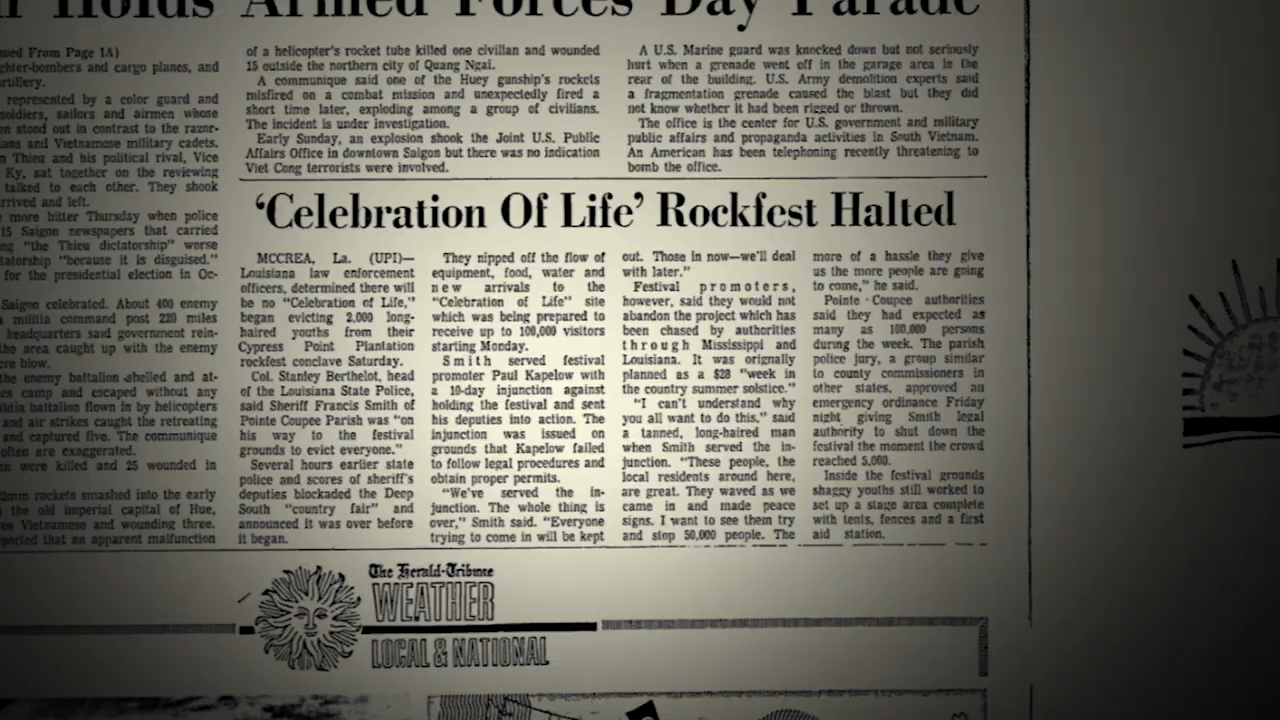 Holds Armed Forces Day Parade
ued From Page 1A)
ghter-bombers and cargo planes, and
artillery.
represented by a color guard and
soldiers, sailors and airmen whose
on stood out in contrast to the razor-
ians and Vietnamese military cadets.
n Thieu and his political rival, Vice
Ky, sat together on the reviewing
talked to each other. They shook
rrived and left.
more bitter Thursday when police
15 Saigon newspapers that carried
ng "the Thieu dictatorship" worse
tatorship "because it is disguised."
for the presidential election in Oc-
Saigon celebrated. About 400 enemy
a militia command post 220 miles
headquarters said government rein-
the area caught up with the enemy
ere blow.
the enemy battalion shelled and at-
es camp and escaped without any
ilitia battalion flown in by helicopters
and air strikes caught the retreating
and captured five. The communique
often are exaggerated.
en were killed and 25 wounded in
2mm rockets smashed into the early
the old imperial capital of Hue,
ree Vietnamese and wounding three.
eported that an apparent malfunction
of a helicopter's rocket tube killed one civilian and wounded
15 outside the northern city of Quang Ngai.
A communique said one of the Huey gunship's rockets
misfired on a combat mission and unexpectedly fired a
short time later, exploding among a group of civilians.
The incident is under investigation.
Early Sunday, an explosion shook the Joint U.S. Public
Affairs Office in downtown Saigon but there was no indication
Viet Cong terrorists were involved.
A U.S. Marine guard was knocked down but not seriously
hurt when a grenade went off in the garage area in the
rear of the building. U.S. Army demolition experts said
a fragmentation grenade caused the blast but they did
not know whether it had been rigged or thrown.
The office is the center for U.S. government and military
public affairs and propaganda activities in South Vietnam.
An American has been telephoning recently threatening to
bomb the office.
'Celebration Of Life' Rockfest Halted
MCCREA, La. (UPI)—
Louisiana law enforcement
officers, determined there will
be no "Celebration of Life,"
began evicting 2,000 long-
haired youths from their
Cypress Point Plantation
rockfest conclave Saturday.
Col. Stanley Berthelot, head
of the Louisiana State Police,
said Sheriff Francis Smith of
Pointe Coupee Parish was "on
his way to the festival
grounds to evict everyone."
Several hours earlier state
police and scores of sheriff's
deputies blockaded the Deep
South "country fair" and
announced it was over before
it began.
They nipped off the flow of
equipment, food, water and
new arrivals to the
"Celebration of Life" site
which was being prepared to
receive up to 100,000 visitors
starting Monday.
Smith served festival
promoter Paul Kapelow with
a 10-day injunction against
holding the festival and sent
his deputies into action. The
injunction was issued on
grounds that Kapelow failed
to follow legal procedures and
obtain proper permits.
"We've served the in-
junction. The whole thing is
over," Smith said. "Everyone
trying to come in will be kept
out. Those in now—we'll deal
with later."
Festival promoters,
however, said they would not
abandon the project which has
been chased by authorities
through Mississippi and
Louisiana. It was orignally
planned as a $28 "week in
the country summer solstice."
"I can't understand why
you all want to do this," said
a tanned, long-haired man
when Smith served the in-
junction. "These people, the
local residents around here,
are great. They waved as we
came in and made peace
signs. I want to see them try
and stop 50,000 people. The
more of a hassle they give
us the more people are going
to come," he said.
Pointe Coupee authorities
said they had expected as
many as 100,000 persons
during the week. The parish
police jury, a group similar
to county commissioners in
other states, approved an
emergency ordinance Friday
night giving Smith legal
authority to shut down the
festival the moment the crowd
reached 5,000.
Inside the festival grounds
shaggy youths still worked to
set up a stage area complete
with tents, fences and a first
aid station.
The Herald-Tribune
WEATHER
LOCAL & NATIONAL